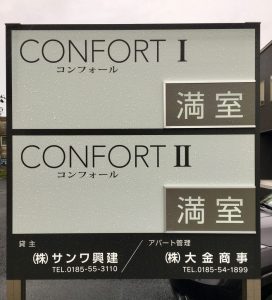 CONFORT Ⅰ
コンフォール
満室
CONFORT Ⅱ
コンフォール
満室
貸主 / アパート管理
(株)サンワ興建 (株)大金商事
TEL.0185-55-3110 TEL.0185-54-1899